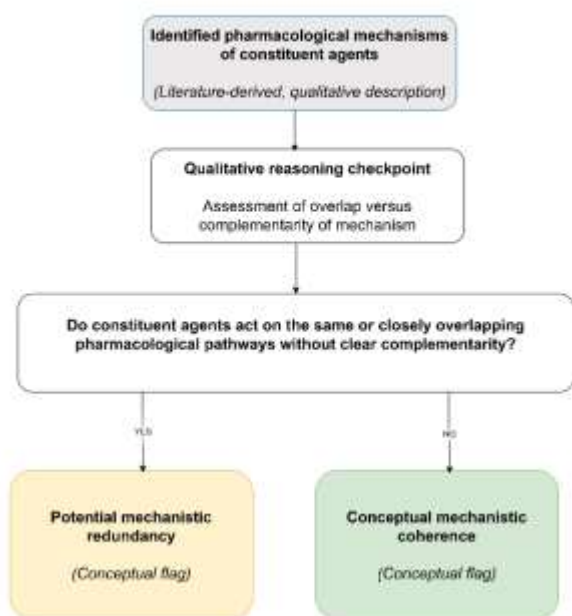 Identified pharmacological mechanisms
of constituent agents
(Literature-derived, qualitative description)
Qualitative reasoning checkpoint
Assessment of overlap versus
complementarity of mechanism
Do constituent agents act on the same or closely overlapping
pharmacological pathways without clear complementarity?
YES
NO
Potential mechanistic
redundancy
(Conceptual flag)
Conceptual mechanistic
coherence
(Conceptual flag)